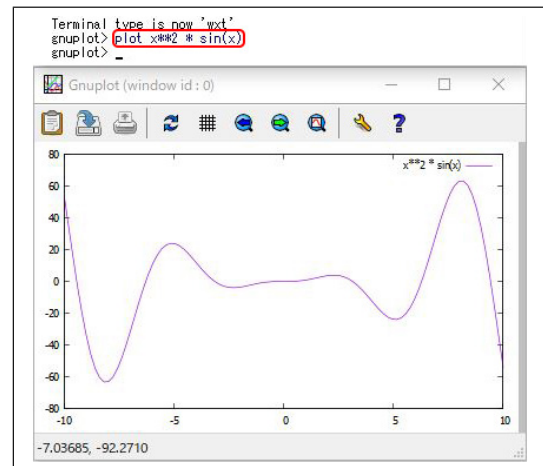 Terminal type is now 'wxt'
gnuplot> plot x**2 * sin(x)
gnuplot> _
Gnuplot (window id : 0)
80
x**2 * sin(x)
60
40
20
0
-20
-40
-60
-80
-10 -5 0 5 10
-7.03685, -92.2710